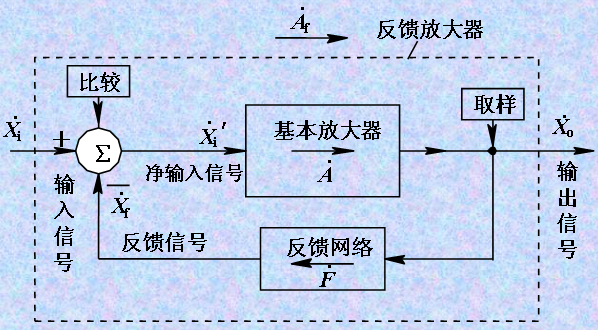 Ȧf
反馈放大器
比较
取样
Ẋi
+
Σ
Ẋi′
基本放大器
Ȧ
Ẋo
净输入信号
输入信号
− Ẋf
输出信号
反馈信号
反馈网络
Ḟ